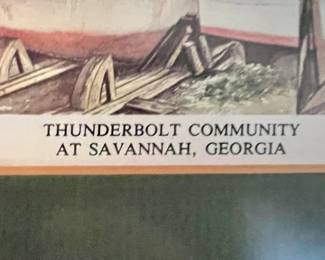 THUNDERBOLT COMMUNITY
AT SAVANNAH, GEORGIA